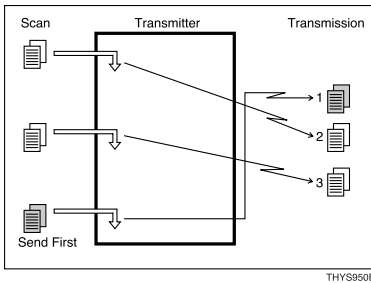 Scan Transmitter Transmission
1
2
3
Send First
THYS950E